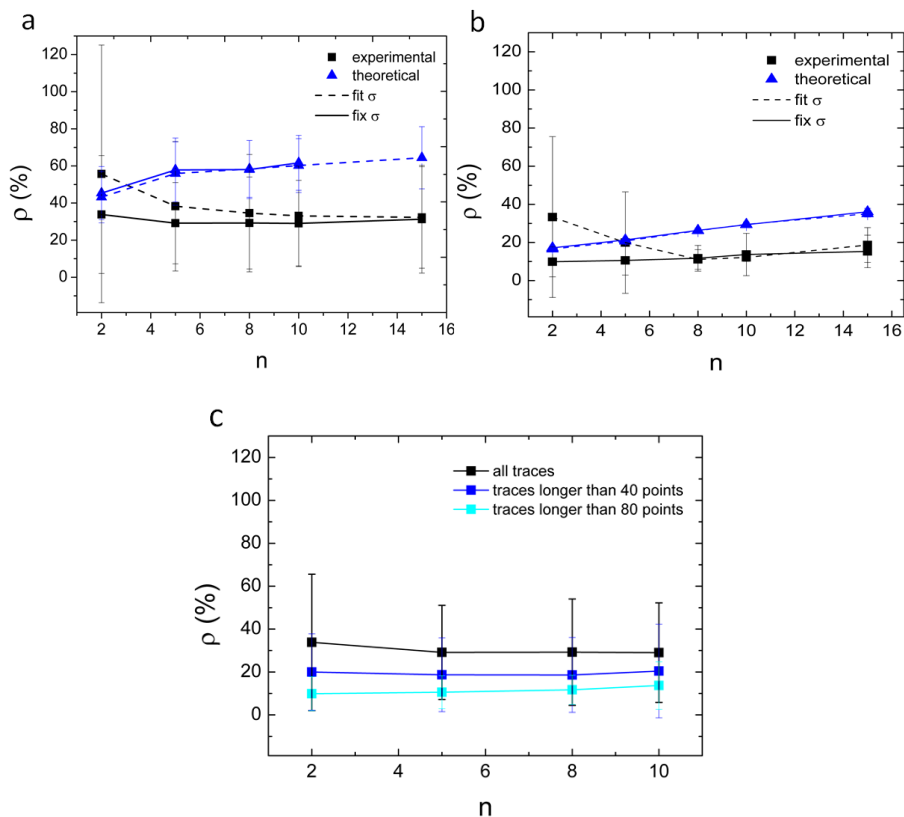 a
120
100
80
60
40
20
0
ρ (%)
experimental
theoretical
fit σ
fix σ
2 4 6 8 10 12 14 16
n
b
120
100
80
60
40
20
0
ρ (%)
experimental
theoretical
fit σ
fix σ
2 4 6 8 10 12 14 16
n
c
120
100
80
60
40
20
0
ρ (%)
all traces
traces longer than 40 points
traces longer than 80 points
2 4 6 8 10
n